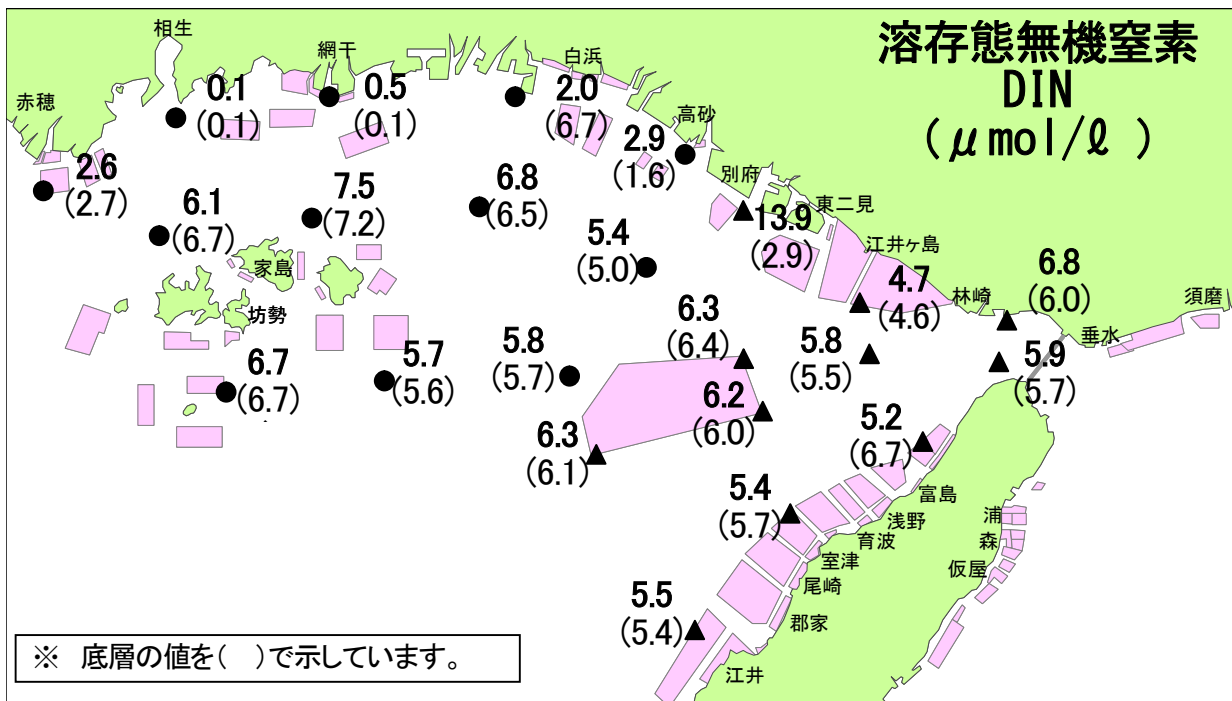 溶存態無機窒素
DIN
(μmol/ℓ )
相生
網干
白浜
赤穂
高砂
別府
東二見
江井ヶ島
林崎
須磨
垂水
家島
坊勢
0.1
(0.1)
0.5
(0.1)
2.0
(6.7)
2.9
(1.6)
2.6
(2.7)
6.1
(6.7)
7.5
(7.2)
6.8
(6.5)
5.4
(5.0)
13.9
(2.9)
4.7
(4.6)
6.8
(6.0)
6.3
(6.4)
5.8
(5.5)
5.9
(5.7)
6.7
(6.7)
5.7
(5.6)
5.8
(5.7)
6.2
(6.0)
6.3
(6.1)
5.2
(6.7)
5.4
(5.7)
5.5
(5.4)
富島
浅野
育波
室津
尾崎
郡家
江井
浦
森
仮屋
※ 底層の値を( )で示しています。